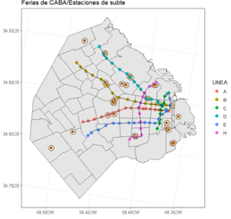 Ferias de CABA/Estaciones de subte
34.55°S
34.60°S
34.65°S
34.70°S
LINEA
A
B
C
D
E
H
58.50°W
58.45°W
58.40°W
58.35°W